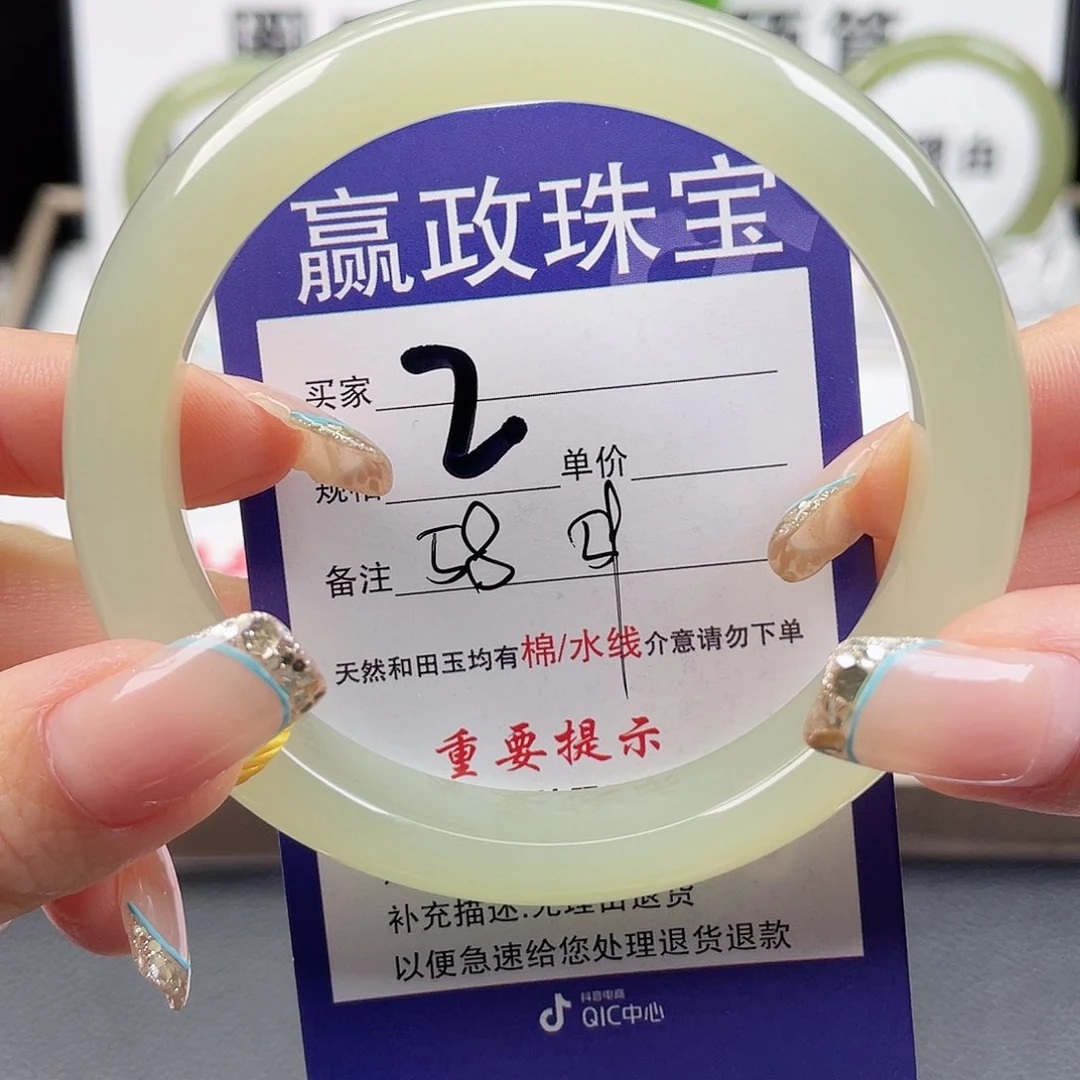 赢政珠宝
买家 2
规格 单价
备注 58
天然和田玉均有棉/水线介意请勿下单
重要提示
补充描述:无理由退货
以便急速给您处理退货退款
抖音电商
QIC中心